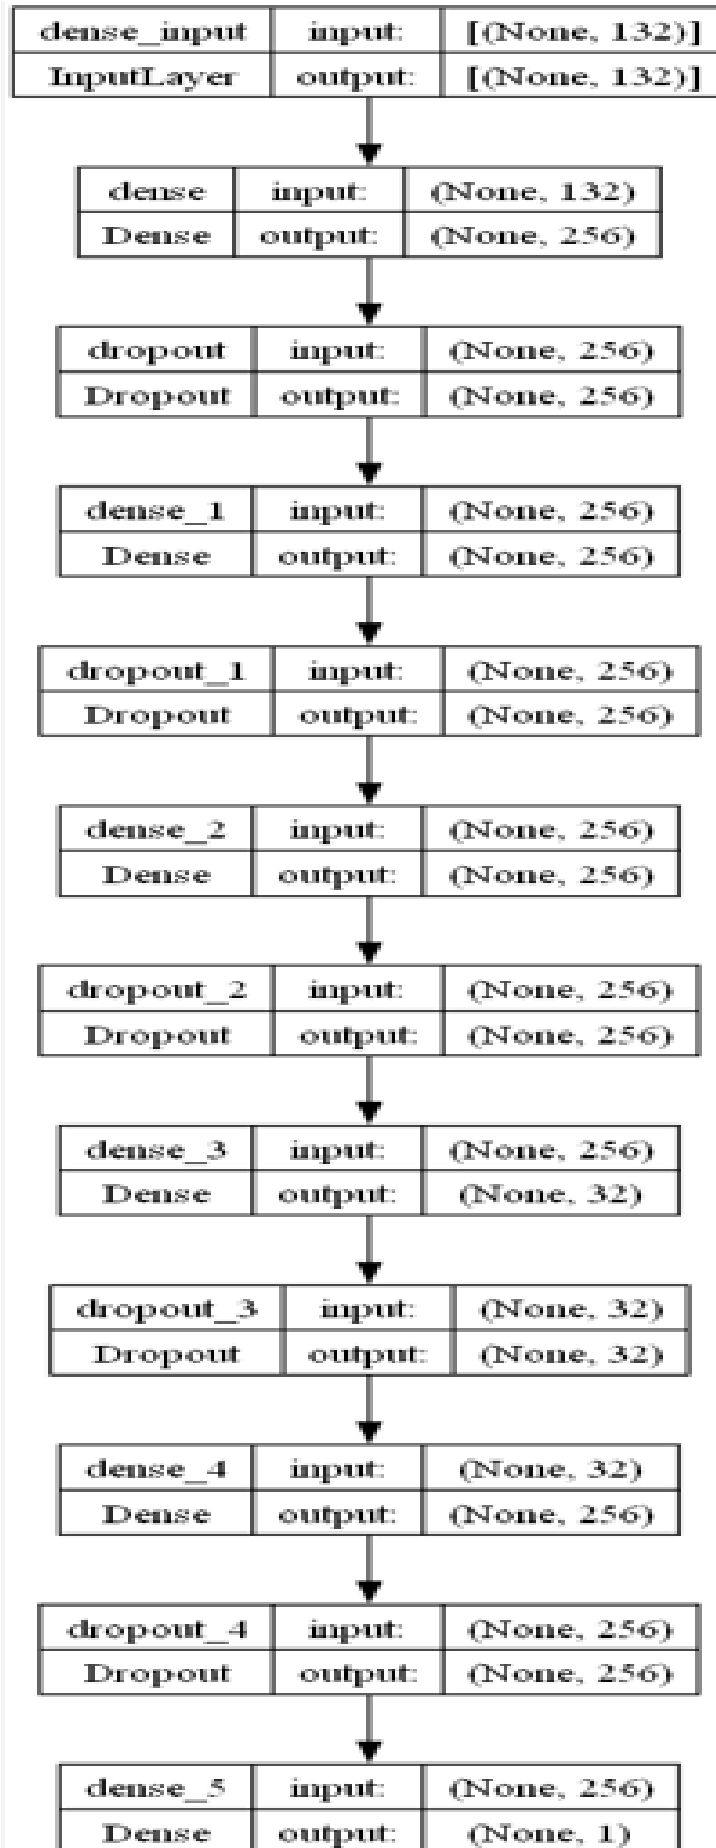 dense_input input: [(None, 132)]
InputLayer output: [(None, 132)]
dense input: (None, 132)
Dense output: (None, 256)
dropout input: (None, 256)
Dropout output: (None, 256)
dense_1 input: (None, 256)
Dense output: (None, 256)
dropout_1 input: (None, 256)
Dropout output: (None, 256)
dense_2 input: (None, 256)
Dense output: (None, 256)
dropout_2 input: (None, 256)
Dropout output: (None, 256)
dense_3 input: (None, 256)
Dense output: (None, 32)
dropout_3 input: (None, 32)
Dropout output: (None, 32)
dense_4 input: (None, 32)
Dense output: (None, 256)
dropout_4 input: (None, 256)
Dropout output: (None, 256)
dense_5 input: (None, 256)
Dense output: (None, 1)